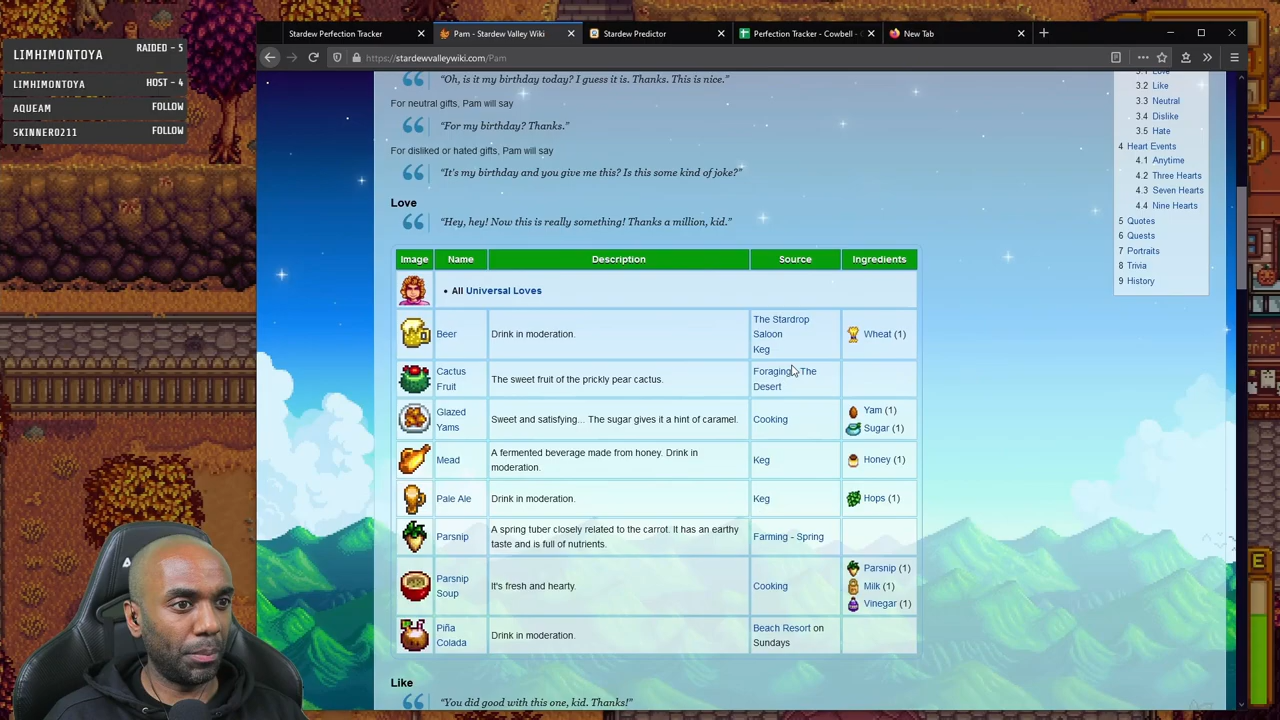 LIMHIMONTOYA RAIDED - 5
LIMHIMONTOYA HOST - 4
AQUEAM FOLLOW
SKINNER0211 FOLLOW
Stardew Perfection Tracker
Pam - Stardew Valley Wiki
Stardew Predictor
Perfection Tracker - Cowbell -
New Tab
https://stardewvalleywiki.com/Pam
"Oh, is it my birthday today? I guess it is. Thanks. This is nice."
For neutral gifts, Pam will say
"For my birthday? Thanks."
For disliked or hated gifts, Pam will say
"It's my birthday and you give me this? Is this some kind of joke?"
Love
"Hey, hey! Now this is really something! Thanks a million, kid."
Image Name Description Source Ingredients
• All Universal Loves
Beer Drink in moderation. The Stardrop
Saloon
Keg
Wheat (1)
Cactus
Fruit
The sweet fruit of the prickly pear cactus.
Foraging - The
Desert
Glazed
Yams
Sweet and satisfying... The sugar gives it a hint of caramel.
Cooking
Yam (1)
Sugar (1)
Mead
A fermented beverage made from honey. Drink in
moderation.
Keg
Honey (1)
Pale Ale Drink in moderation. Keg Hops (1)
Parsnip
A spring tuber closely related to the carrot. It has an earthy
taste and is full of nutrients.
Farming - Spring
Parsnip
Soup
It's fresh and hearty.
Cooking
Parsnip (1)
Milk (1)
Vinegar (1)
Piña
Colada
Drink in moderation.
Beach Resort on
Sundays
Like
"You did good with this one, kid. Thanks!"
3.1 Love
3.2 Like
3.3 Neutral
3.4 Dislike
3.5 Hate
4 Heart Events
4.1 Anytime
4.2 Three Hearts
4.3 Seven Hearts
4.4 Nine Hearts
5 Quotes
6 Quests
7 Portraits
8 Trivia
9 History
E